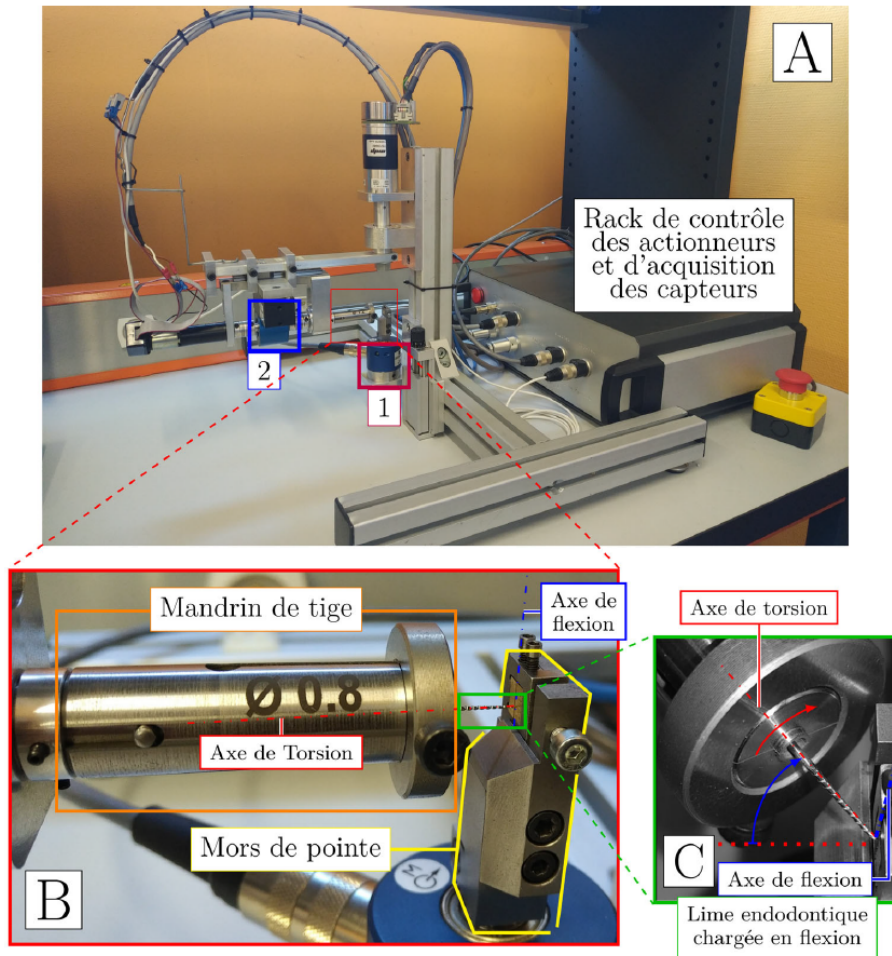 A
Rack de contrôle
des actionneurs
et d'acquisition
des capteurs
2
1
Mandrin de tige
Axe de
flexion
Axe de torsion
Ø 0.8
Axe de Torsion
Mors de pointe
B
C
Axe de flexion
Lime endodontique
chargée en flexion